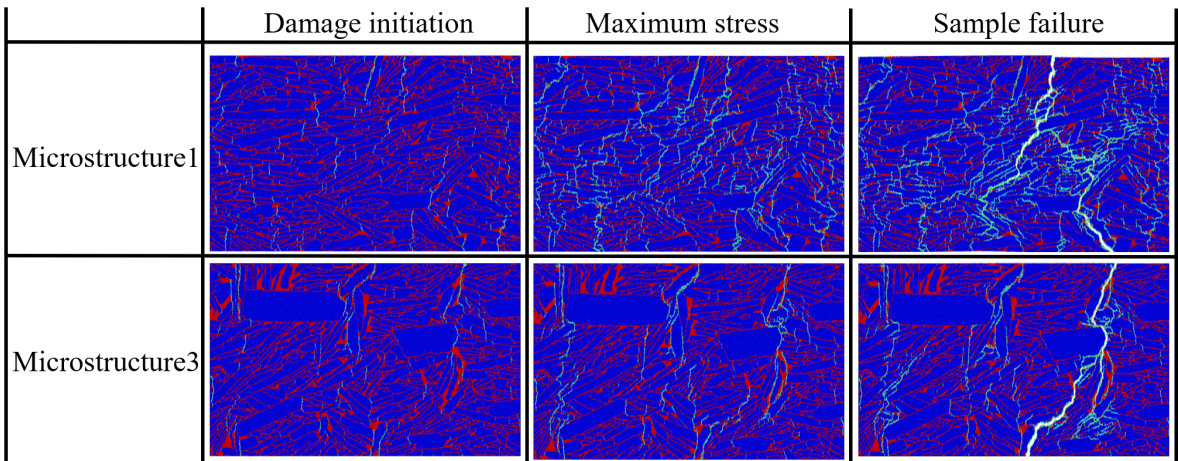 Damage initiation Maximum stress Sample failure
Microstructure1
Microstructure3